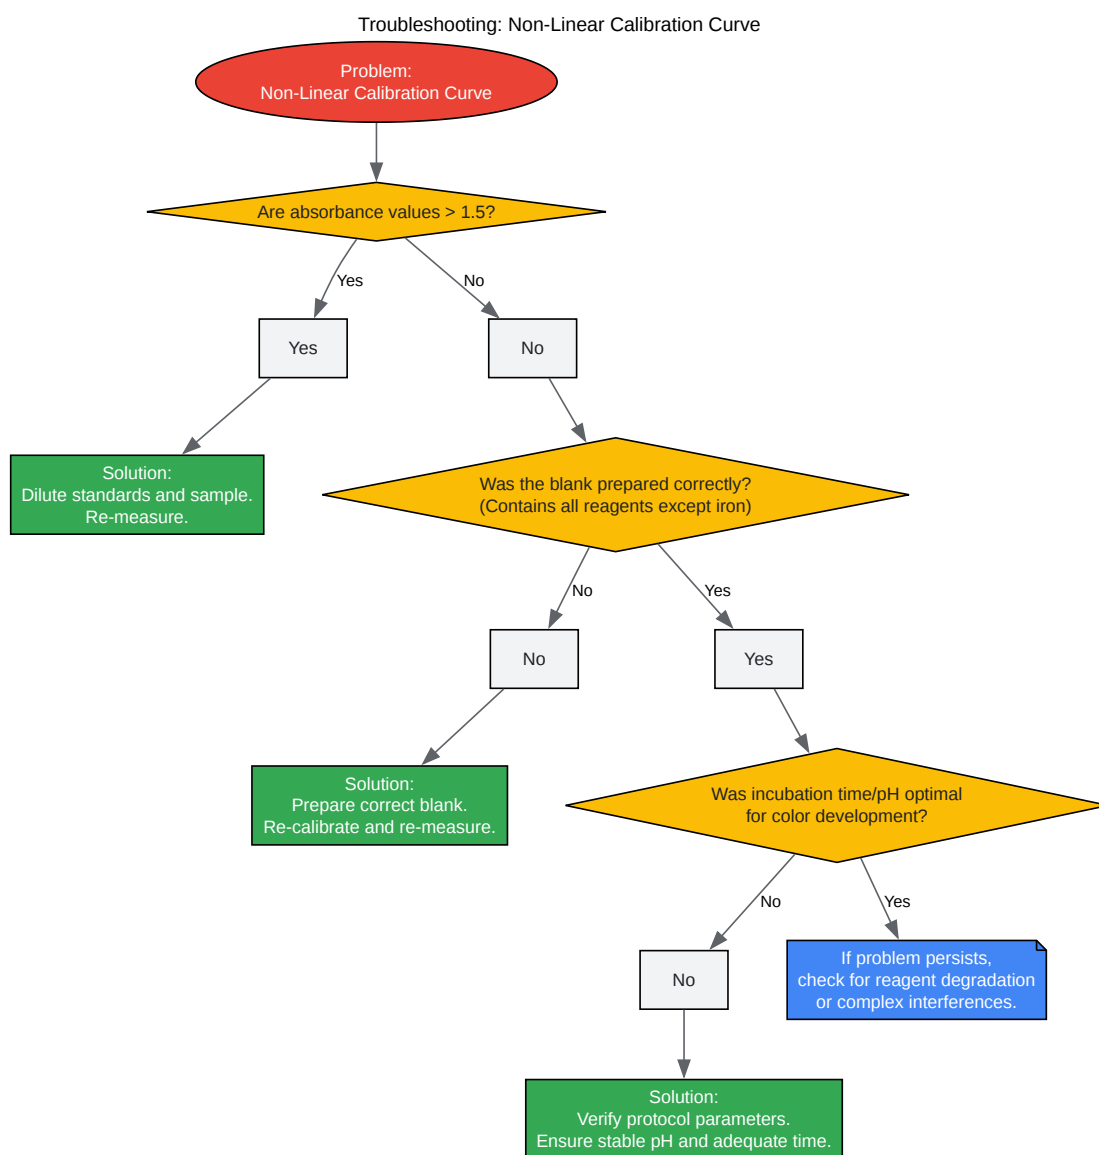 Troubleshooting: Non-Linear Calibration Curve
Problem:
Non-Linear Calibration Curve
Are absorbance values > 1.5?
Yes
No
Yes
No
Solution:
Dilute standards and sample.
Re-measure.
Was the blank prepared correctly?
(Contains all reagents except iron)
No
Yes
No
Yes
Solution:
Prepare correct blank.
Re-calibrate and re-measure.
Was incubation time/pH optimal
for color development?
No
Yes
No
If problem persists,
check for reagent degradation
or complex interferences.
Solution:
Verify protocol parameters.
Ensure stable pH and adequate time.